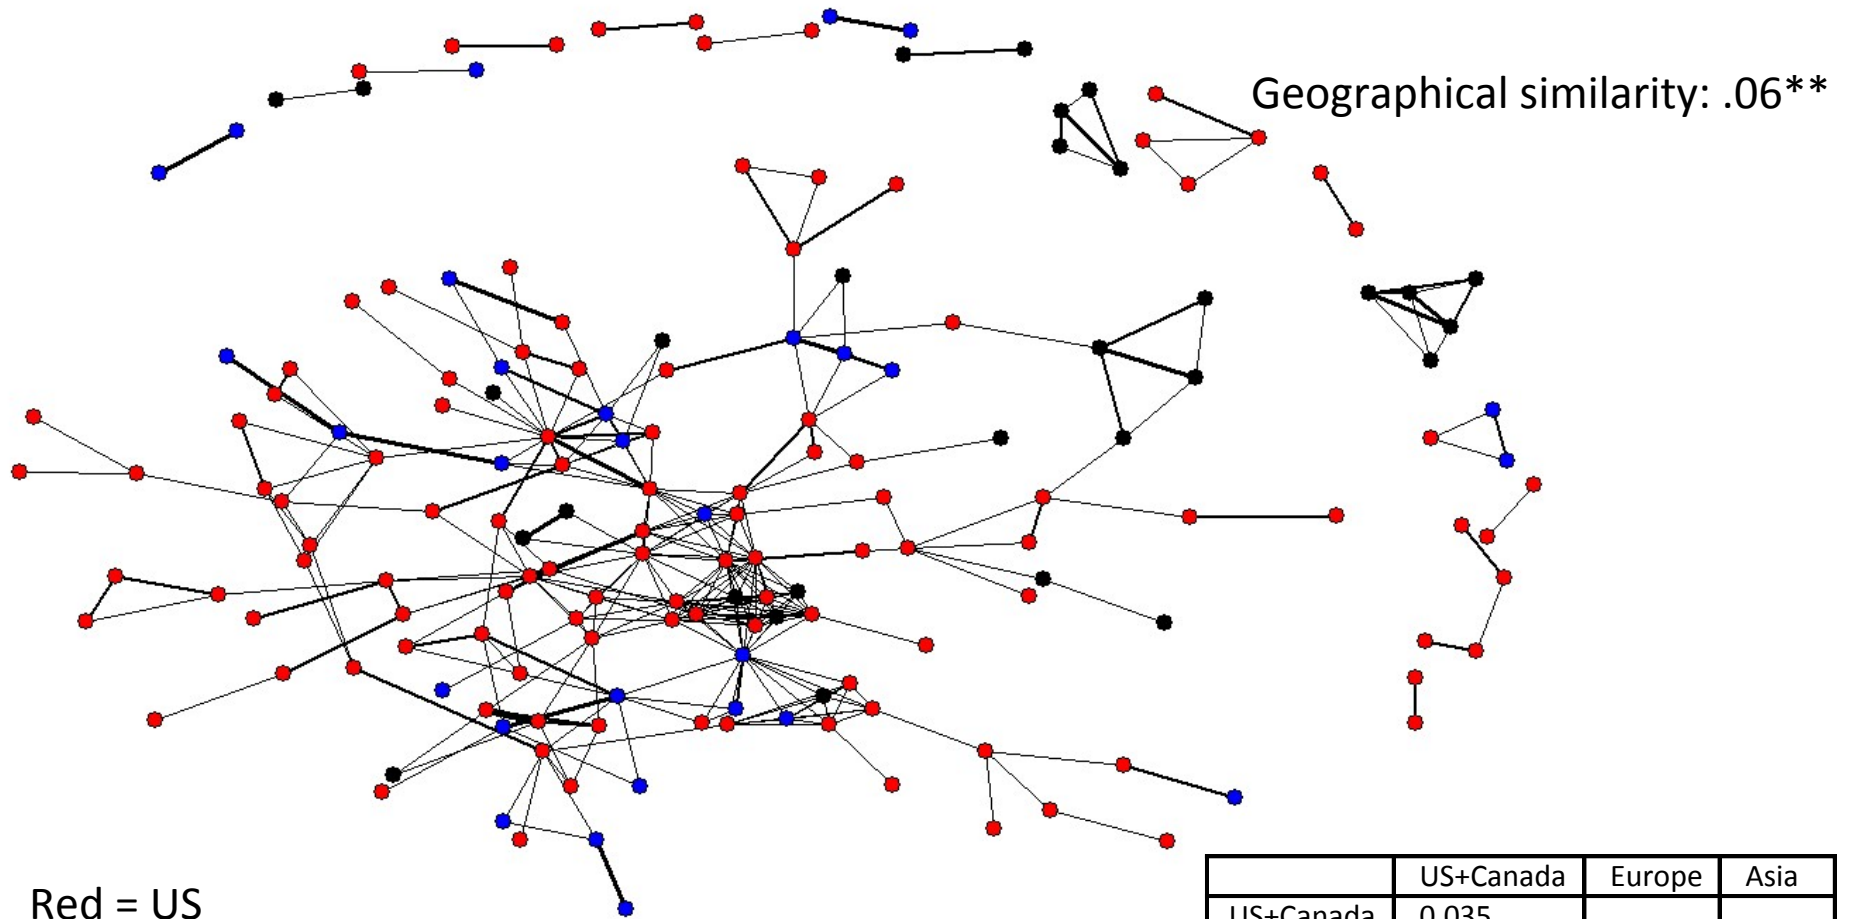 Geographical similarity: .06**
Red = US
US+Canada Europe Asia
US+Canada 0.035